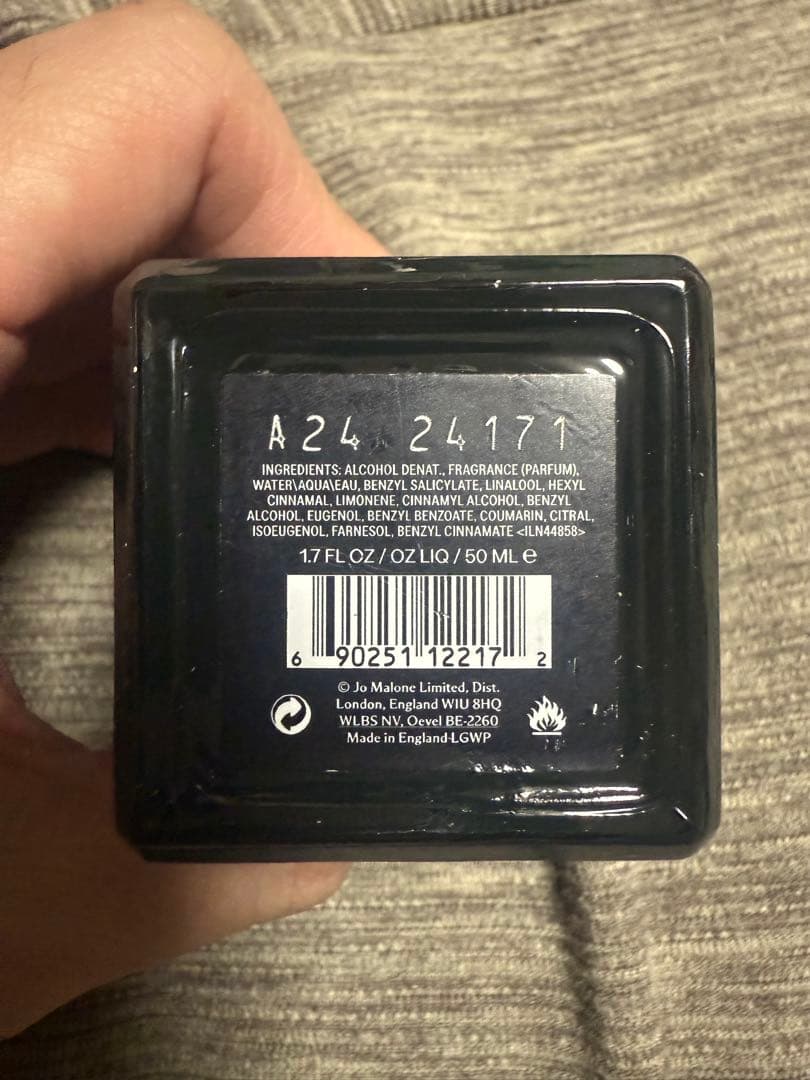 A24 24171
INGREDIENTS: ALCOHOL DENAT., FRAGRANCE (PARFUM),
WATER\AQUA\EAU, BENZYL SALICYLATE, LINALOOL, HEXYL
CINNAMAL, LIMONENE, CINNAMYL ALCOHOL, BENZYL
ALCOHOL, EUGENOL, BENZYL BENZOATE, COUMARIN, CITRAL,
ISOEUGENOL, FARNESOL, BENZYL CINNAMATE <ILN44858>
1.7 FL OZ / OZ LIQ / 50 ML ℮
6 90251 12217 2
© Jo Malone Limited, Dist.
London, England W1U 8HQ
WLBS NV, Oevel BE-2260
Made in England LGWP